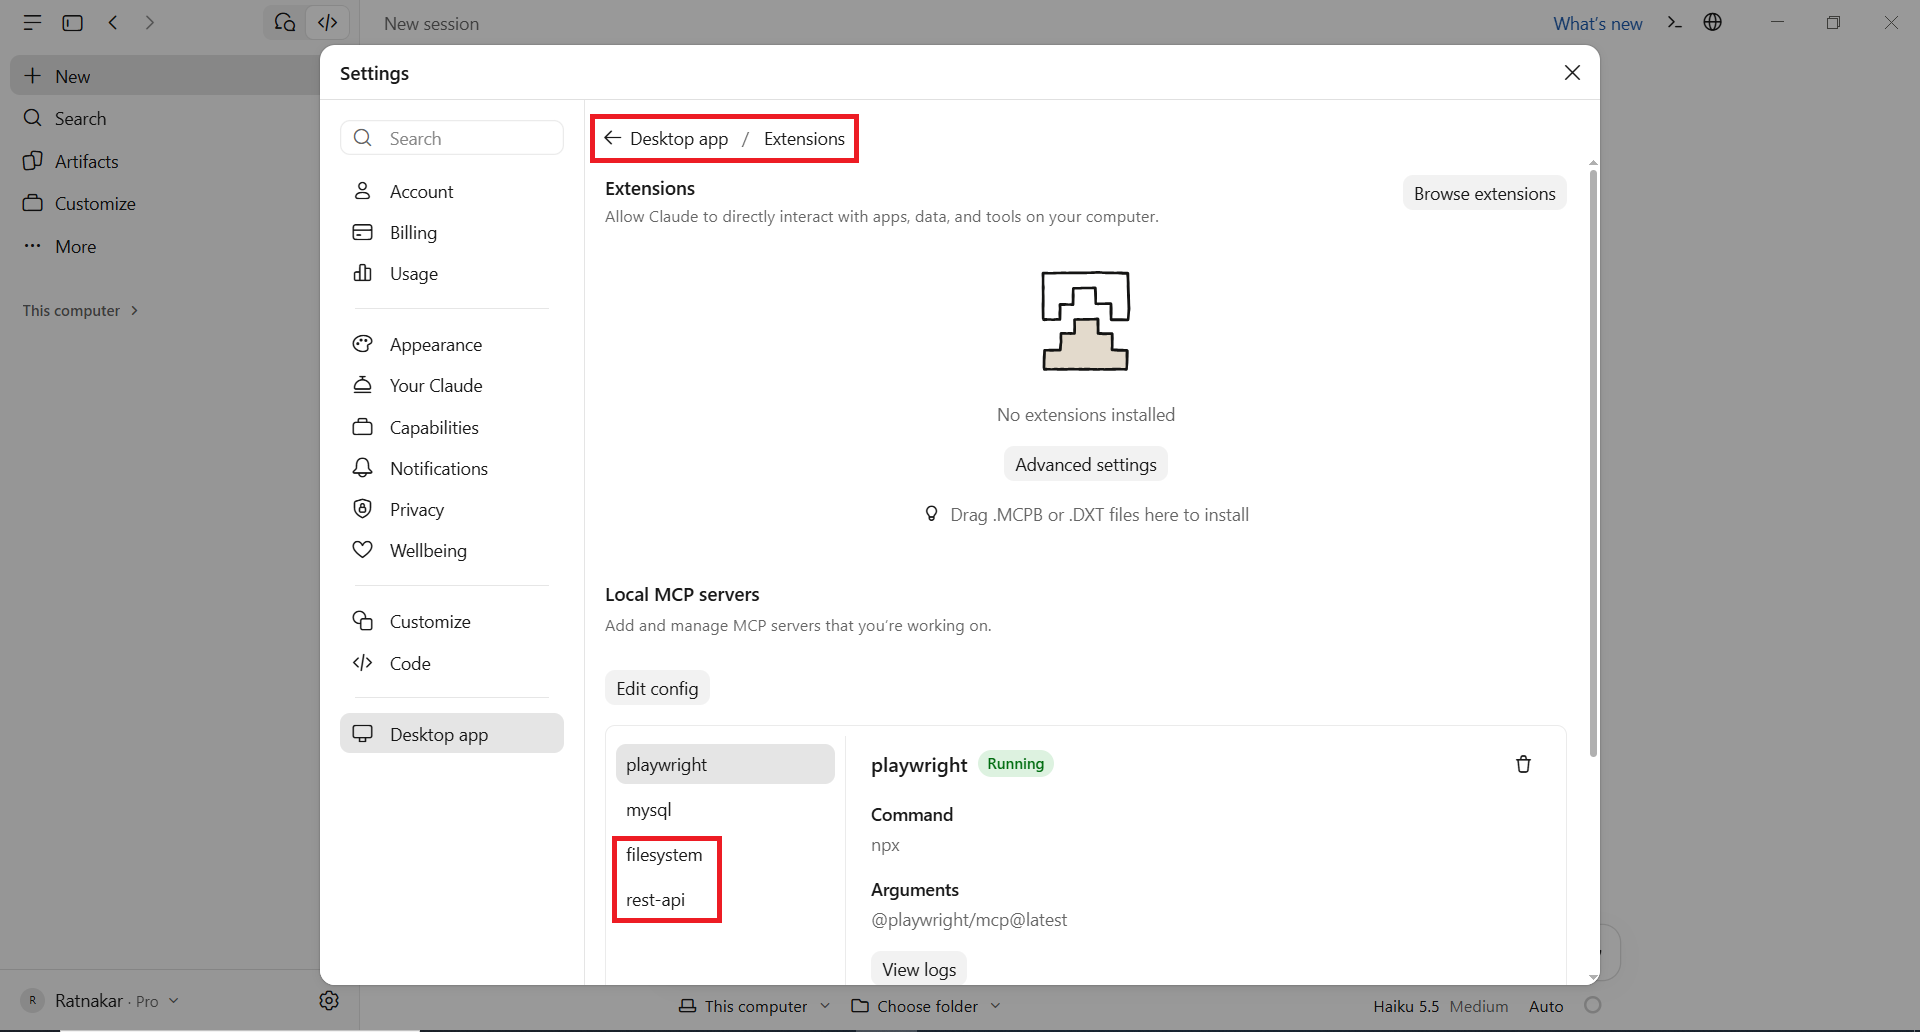 New session
What's new
New
Search
Artifacts
Customize
More
This computer
Settings
Search
Account
Billing
Usage
Appearance
Your Claude
Capabilities
Notifications
Privacy
Wellbeing
Customize
Code
Desktop app
Desktop app / Extensions
Extensions
Browse extensions
Allow Claude to directly interact with apps, data, and tools on your computer.
No extensions installed
Advanced settings
Drag .MCPB or .DXT files here to install
Local MCP servers
Add and manage MCP servers that you're working on.
Edit config
playwright
mysql
filesystem
rest-api
playwright Running
Command
npx
Arguments
@playwright/mcp@latest
View logs
R Ratnakar · Pro
This computer
Choose folder
Haiku 5.5 Medium Auto